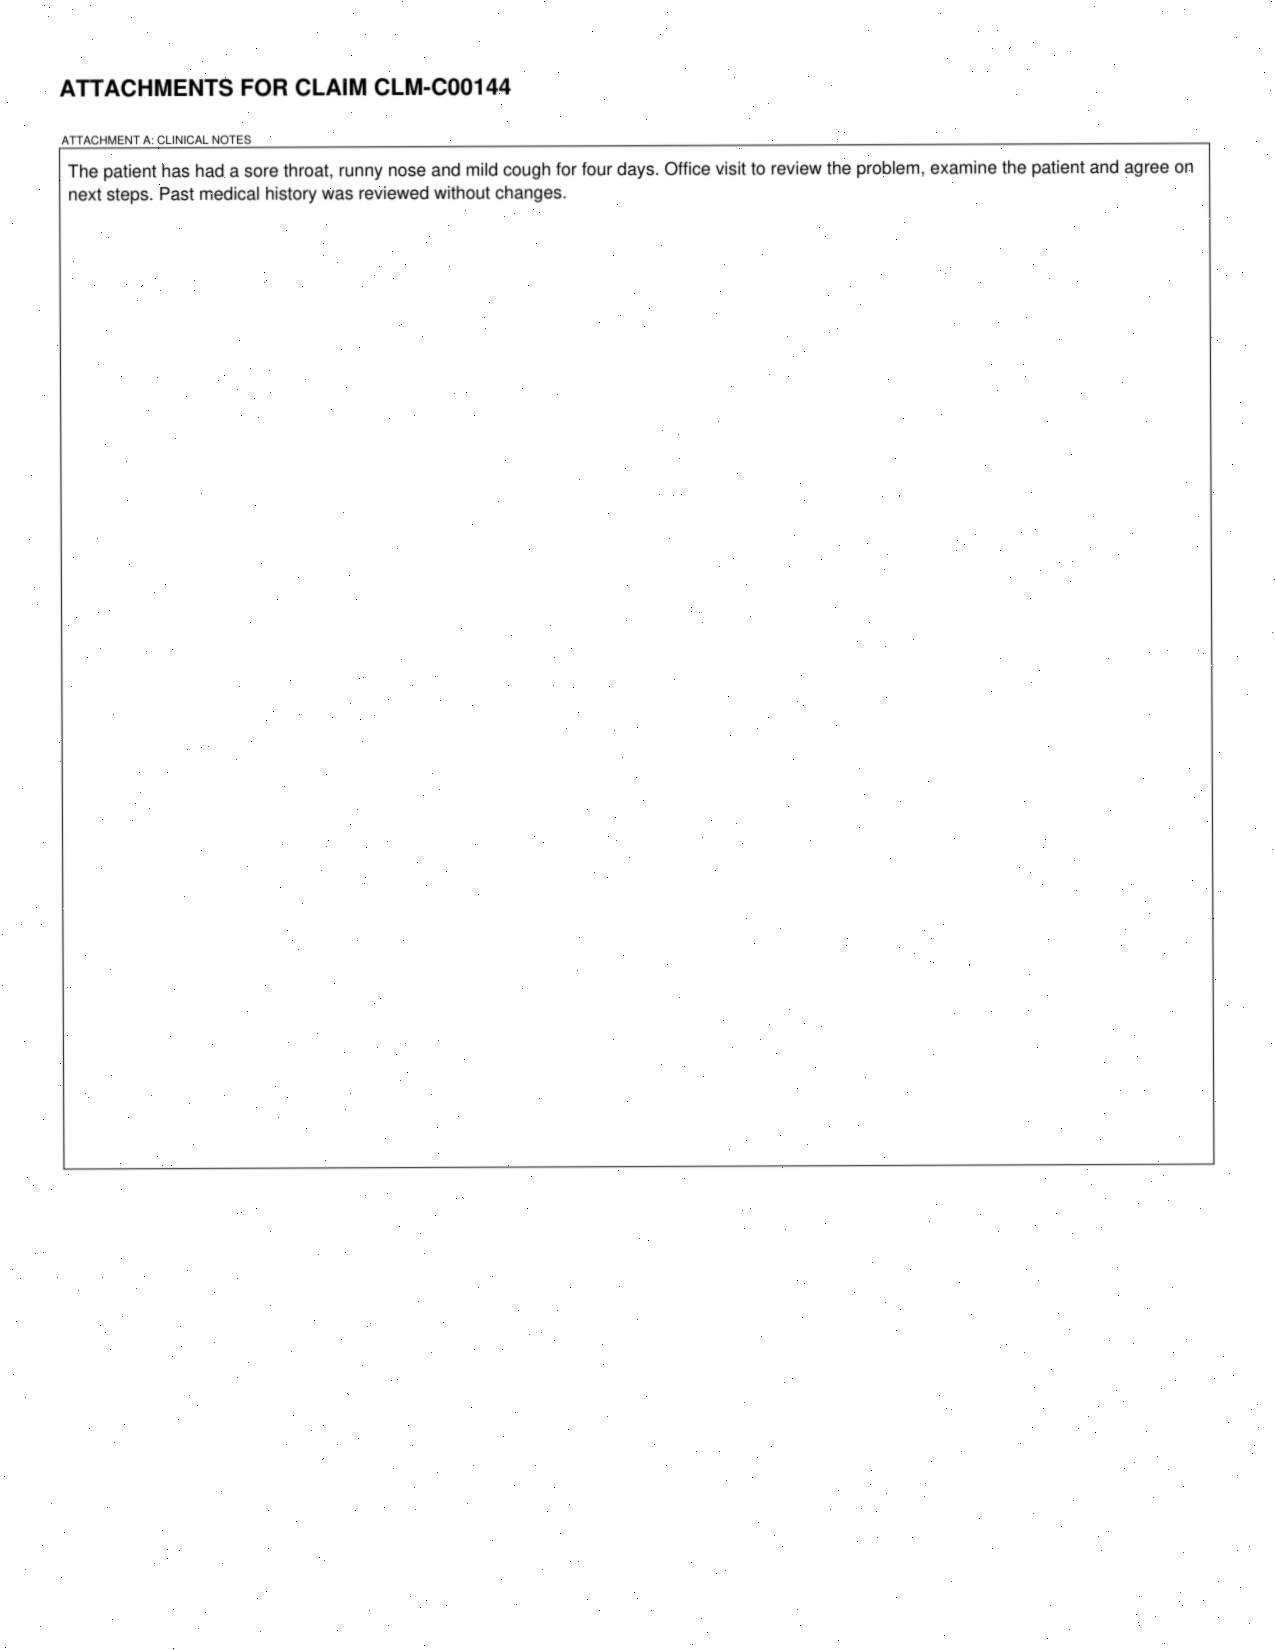 ATTACHMENTS FOR CLAIM CLM-C00144
ATTACHMENT A: CLINICAL NOTES
The patient has had a sore throat, runny nose and mild cough for four days. Office visit to review the problem, examine the patient and agree on
next steps. Past medical history was reviewed without changes.